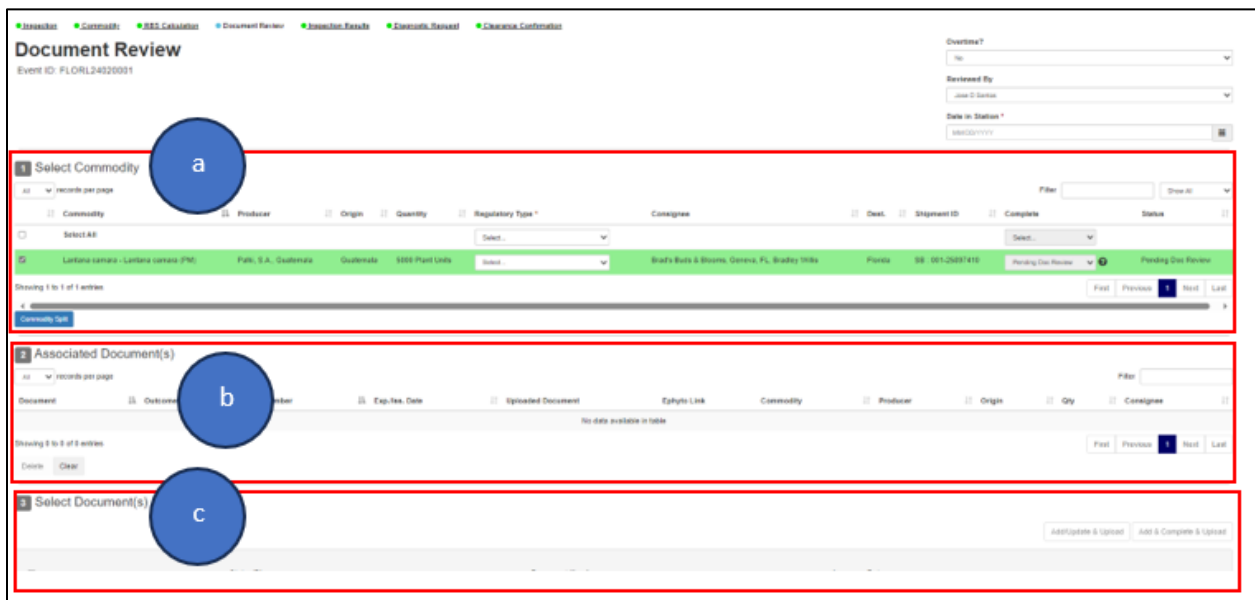 Inspection Commodity RBS Calculation Document Review Inspection Results Diagnostic Request Clearance Confirmation
Document Review
Event ID: FLORL24020001
Overtime?
No
Reviewed By
Jose D Santos
Date in Station *
MM/DD/YYYY
a
1 Select Commodity
All records per page
Filter Show All
Commodity Producer Origin Quantity Regulatory Type * Consignee Dest. Shipment ID Complete Status
Select All Select... Select...
Lantana camara - Lantana camara (PM) Guatemala Guatemala 5000 Plant Units Select... Brad's Buds & Blooms, Geneva, FL, Bradley Willis Florida Pending Doc Review Pending Doc Review
Showing 1 to 1 of 1 entries
First Previous 1 Next Last
Commodity Split
b
2 Associated Document(s)
All records per page
Filter
Document Outcome Exp./Iss. Date Uploaded Document Ephyto Link Commodity Producer Origin Qty Consignee
No data available in table
Showing 0 to 0 of 0 entries
First Previous 1 Next Last
Delete Clear
c
3 Select Document(s)
Add/Update & Upload Add & Complete & Upload